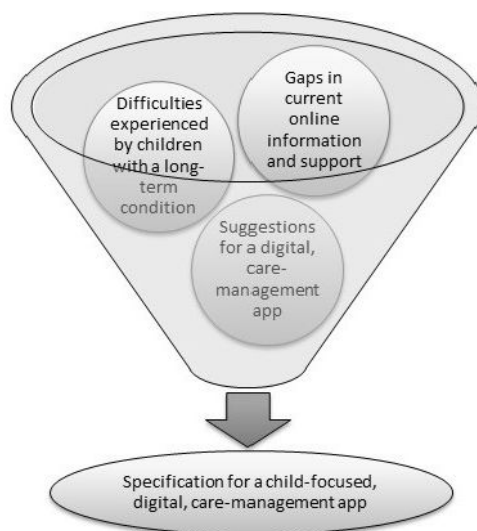 Difficulties
experienced
by children
with a long-
term
condition
Gaps in
current
online
information
and support
Suggestions
for a digital,
care-
management
app
Specification for a child-focused,
digital, care-management app